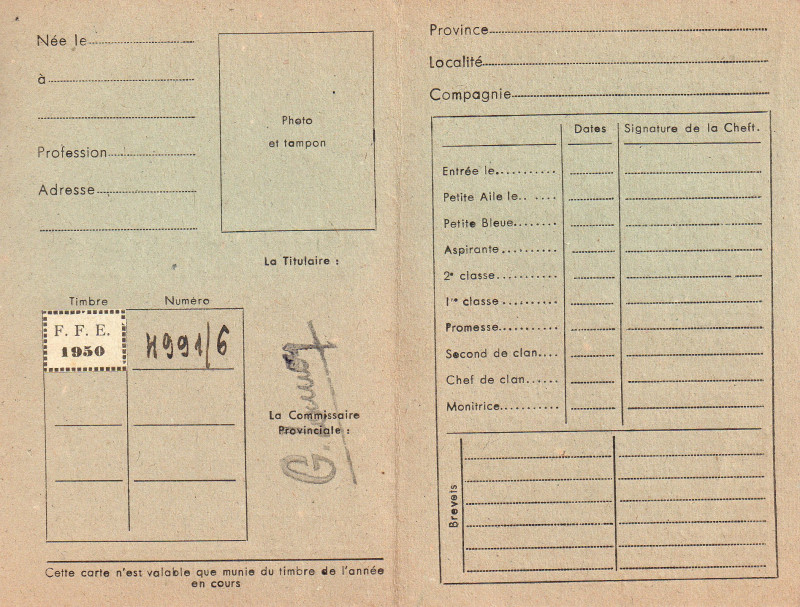 Née le
à
Profession
Adresse
Photo
et tampon
La Titulaire :
Timbre Numéro
F. F. E.
1950
4991/6
La Commissaire
Provinciale :
Cette carte n'est valable que munie du timbre de l'année
en cours
Province
Localité
Compagnie
Dates Signature de la Cheft.
Entrée le
Petite Aile le
Petite Bleue
Aspirante
2e classe
1re classe
Promesse
Second de clan
Chef de clan
Monitrice
Brevets